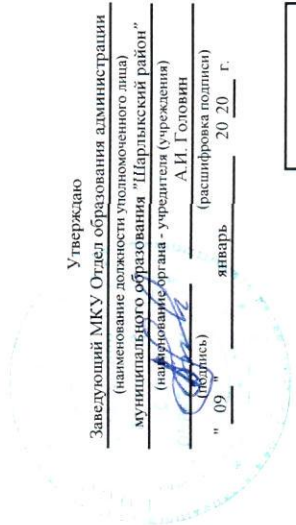 Утверждаю
Заведующий МКУ Отдел образования администрации
(наименование должности уполномоченного лица)
муниципального образования "Шарлыкский район"
(наименование органа - учредителя (учреждения)
А.И. Головин
(подпись) (расшифровка подписи)
" 09 " январь 20 20 г.